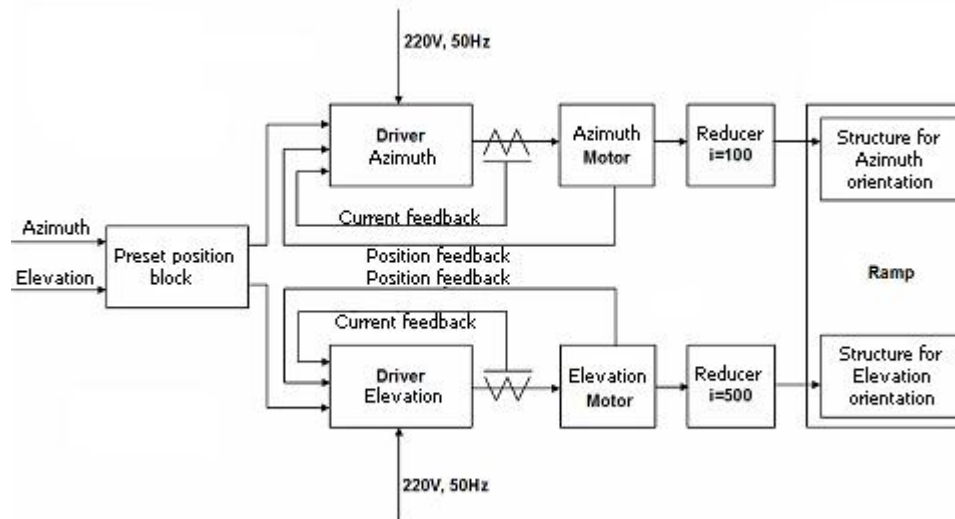 220V, 50Hz
Driver
Azimuth
Azimuth
Motor
Reducer
i=100
Structure for
Azimuth
orientation
Current feedback
Azimuth
Elevation
Preset position
block
Position feedback
Position feedback
Ramp
Current feedback
Driver
Elevation
Elevation
Motor
Reducer
i=500
Structure for
Elevation
orientation
220V, 50Hz